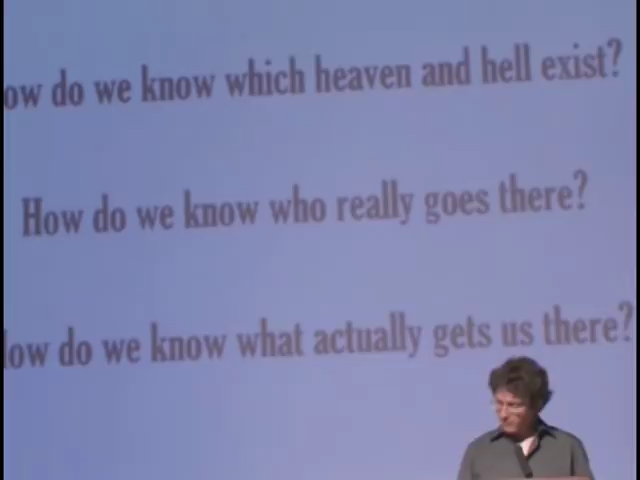 ow do we know which heaven and hell exist?
How do we know who really goes there?
ow do we know what actually gets us there?